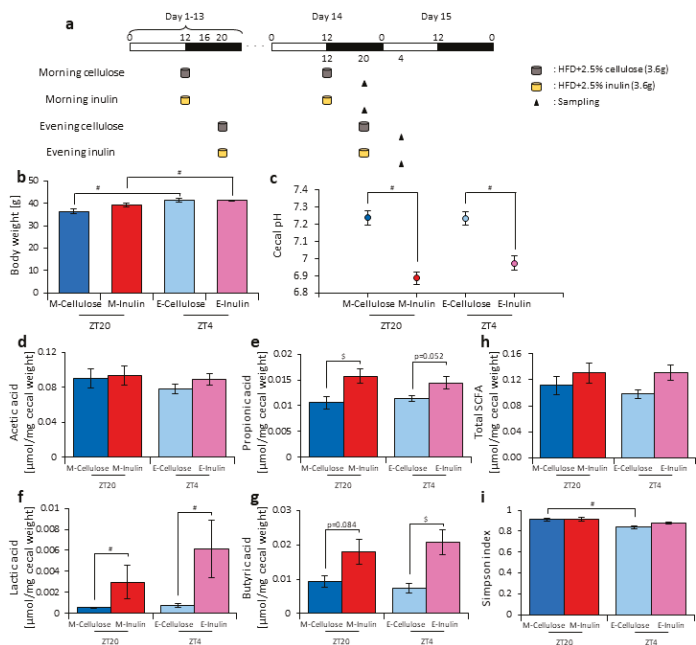 a
Day 1-13
Day 14
Day 15
0 12 16 20 0 12 0 12 0
12 20 4
Morning cellulose
Morning inulin
Evening cellulose
Evening inulin
: HFD+2.5% cellulose (3.6g)
: HFD+2.5% inulin (3.6g)
: Sampling
b
Body weight [g]
50
40
30
20
10
0
#
#
M-Cellulose M-Inulin E-Cellulose E-Inulin
ZT20 ZT4
c
Cecal pH
7.4
7.3
7.2
7.1
7
6.9
6.8
# #
M-Cellulose M-Inulin E-Cellulose E-Inulin
ZT20 ZT4
d
Acetic acid
[μmol/mg cecal weight]
0.12
0.08
0.04
0.00
M-Cellulose M-Inulin E-Cellulose E-Inulin
ZT20 ZT4
e
Propionic acid
[μmol/mg cecal weight]
0.02
0.015
0.01
0.005
0
$ p=0.052
M-Cellulose M-Inulin E-Cellulose E-Inulin
ZT20 ZT4
h
Total SCFA
[μmol/mg cecal weight]
0.16
0.12
0.08
0.04
0.00
M-Cellulose M-Inulin E-Cellulose E-Inulin
ZT20 ZT4
f
Lactic acid
[μmol/mg cecal weight]
0.01
0.008
0.006
0.004
0.002
0
# #
M-Cellulose M-Inulin E-Cellulose E-Inulin
ZT20 ZT4
g
Butyric acid
[μmol/mg cecal weight]
0.03
0.02
0.01
0
p=0.084 $
M-Cellulose M-Inulin E-Cellulose E-Inulin
ZT20 ZT4
i
Simpson index
1
0.8
0.6
0.4
0.2
0
#
M-Cellulose M-Inulin E-Cellulose E-Inulin
ZT20 ZT4